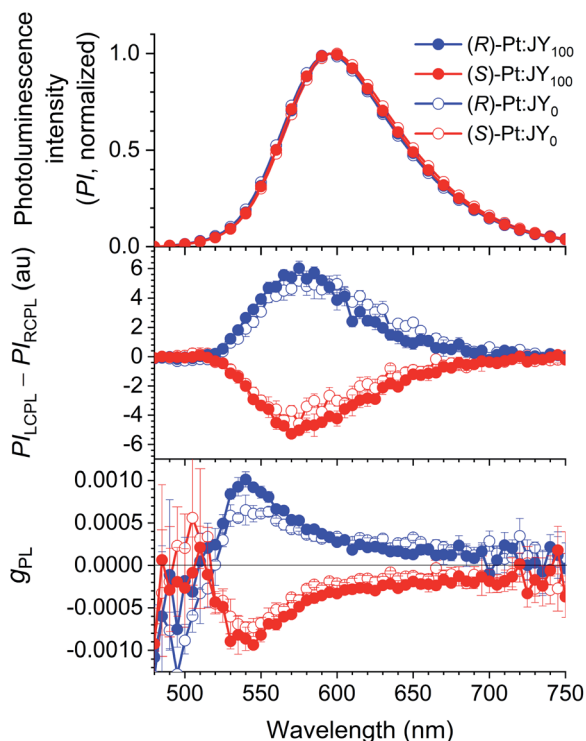 Photoluminescence
intensity
(PI, normalized)
1.0
0.5
0.0
(R)-Pt:JY100
(S)-Pt:JY100
(R)-Pt:JY0
(S)-Pt:JY0
PILCPL – PIRCPL (au)
6
4
2
0
-2
-4
-6
gPL
0.0010
0.0005
0.0000
-0.0005
-0.0010
500 550 600 650 700 750
Wavelength (nm)